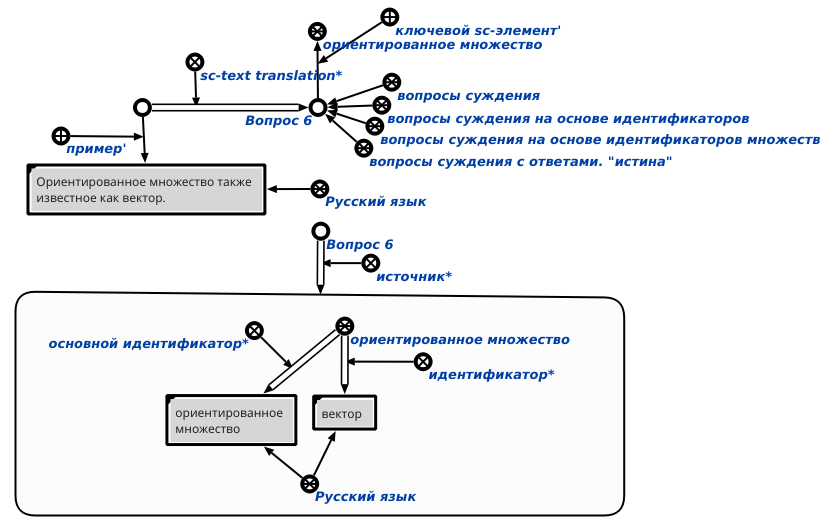 ключевой sc-элемент'
ориентированное множество
sc-text translation*
вопросы суждения
Вопрос 6
вопросы суждения на основе идентификаторов
вопросы суждения на основе идентификаторов множеств
пример'
вопросы суждения с ответами. "истина"
Ориентированное множество также
известное как вектор.
Русский язык
Вопрос 6
источник*
основной идентификатор*
ориентированное множество
идентификатор*
ориентированное
множество
вектор
Русский язык